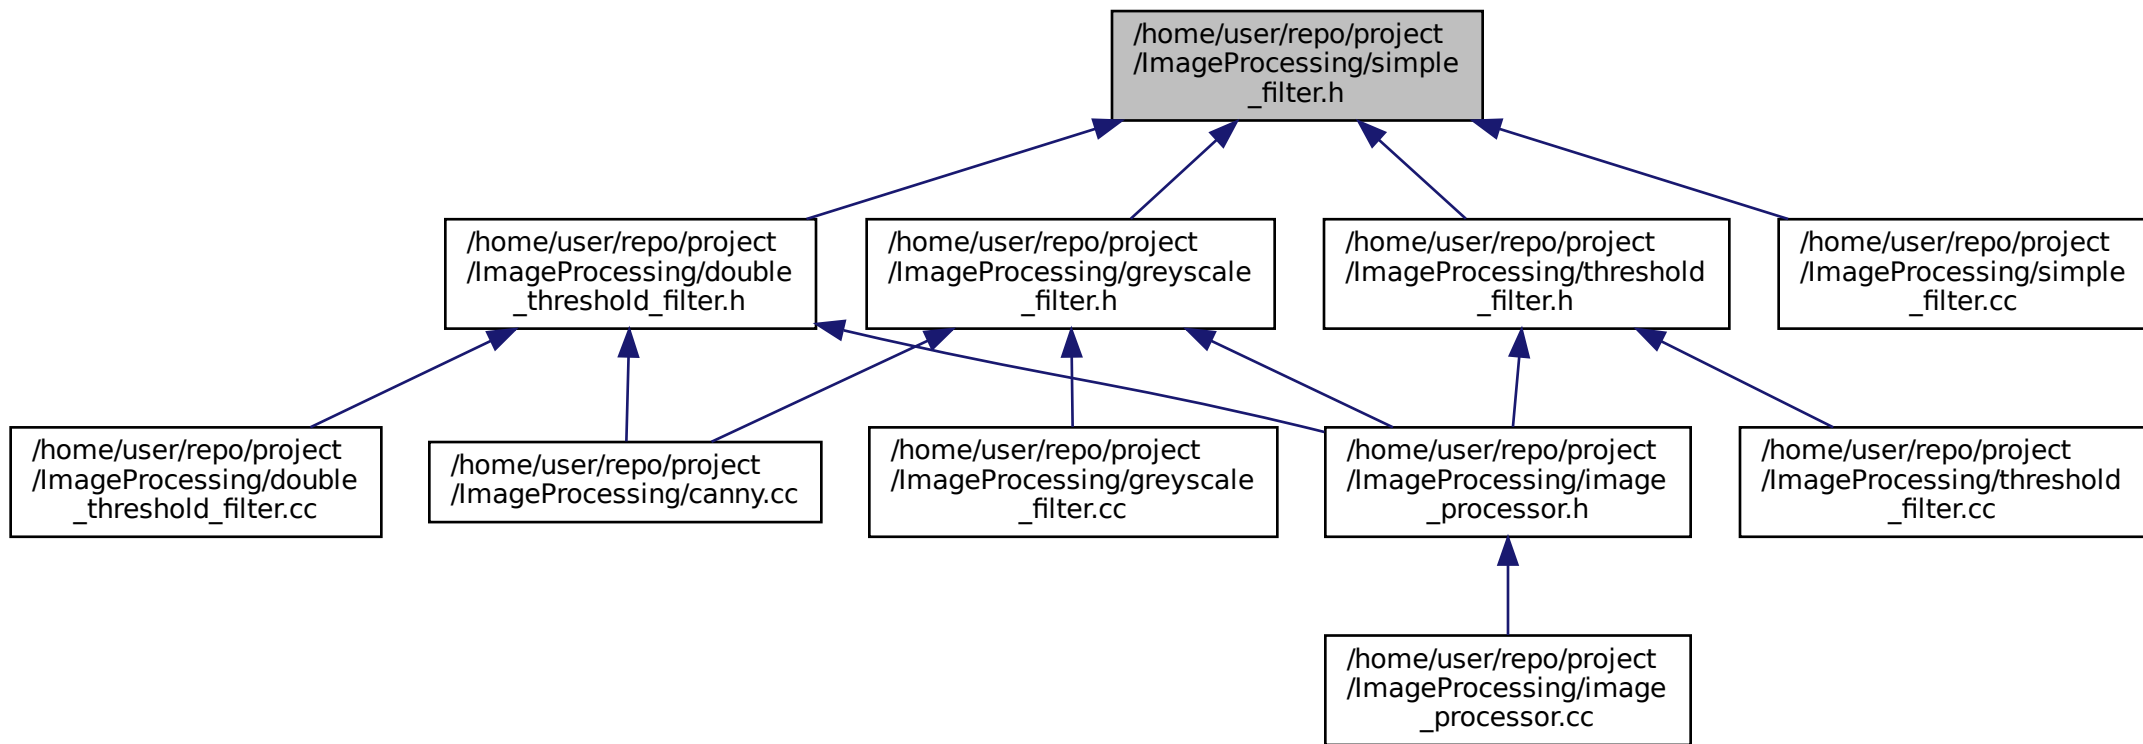 /home/user/repo/project
/ImageProcessing/simple
_filter.h
/home/user/repo/project
/ImageProcessing/double
_threshold_filter.h
/home/user/repo/project
/ImageProcessing/greyscale
_filter.h
/home/user/repo/project
/ImageProcessing/threshold
_filter.h
/home/user/repo/project
/ImageProcessing/simple
_filter.cc
/home/user/repo/project
/ImageProcessing/double
_threshold_filter.cc
/home/user/repo/project
/ImageProcessing/canny.cc
/home/user/repo/project
/ImageProcessing/greyscale
_filter.cc
/home/user/repo/project
/ImageProcessing/image
_processor.h
/home/user/repo/project
/ImageProcessing/threshold
_filter.cc
/home/user/repo/project
/ImageProcessing/image
_processor.cc